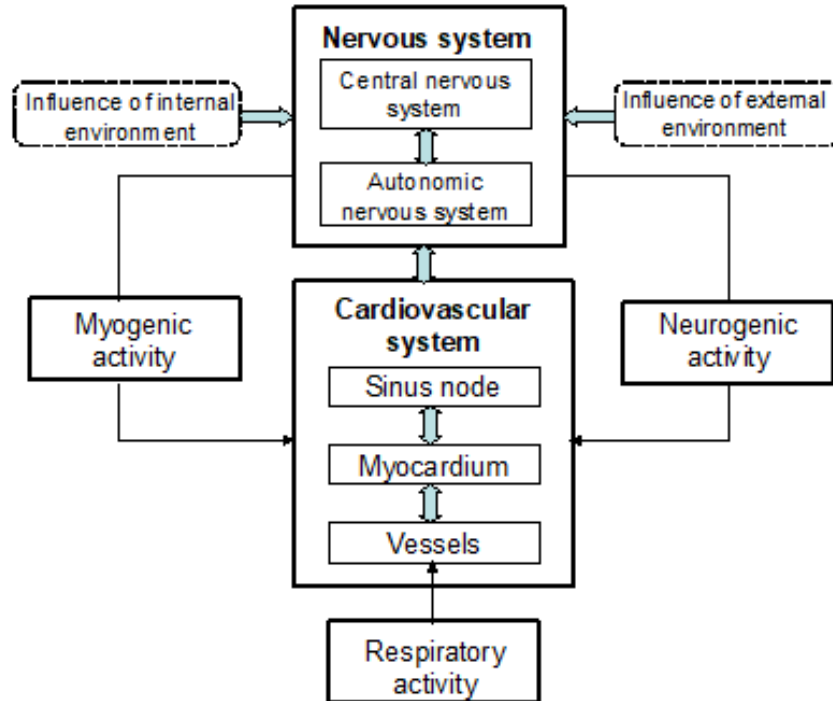 Nervous system
Central nervous
system
Influence of internal
environment
Influence of external
environment
Autonomic
nervous system
Cardiovascular
system
Myogenic
activity
Neurogenic
activity
Sinus node
Myocardium
Vessels
Respiratory
activity